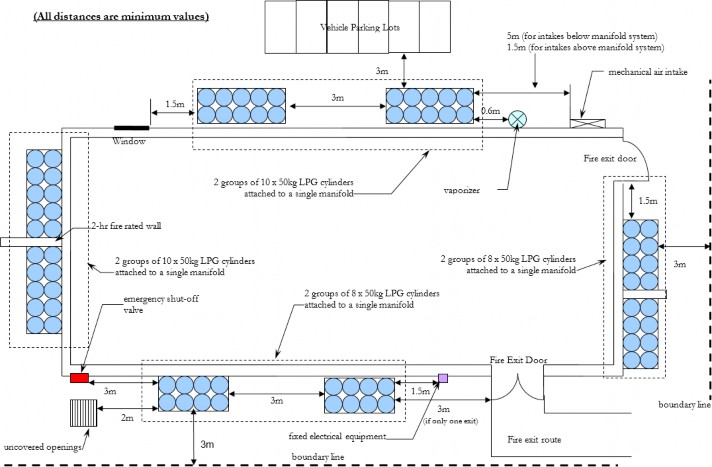 (All distances are minimum values)
Vehicle Parking Lots
5m (for intakes below manifold system)
1.5m (for intakes above manifold system)
3m
mechanical air intake
1.5m
3m
0.6m
Window
Fire exit door
2 groups of 10 x 50kg LPG cylinders
attached to a single manifold
vaporizer
1.5m
2-hr fire rated wall
2 groups of 10 x 50kg LPG cylinders
attached to a single manifold
2 groups of 8 x 50kg LPG cylinders
attached to a single manifold
3m
emergency shut-off
valve
2 groups of 8 x 50kg LPG cylinders
attached to a single manifold
Fire Exit Door
3m
3m
1.5m
2m
3m
(if only one exit)
boundary line
uncovered openings
3m
fixed electrical equipment
Fire exit route
boundary line